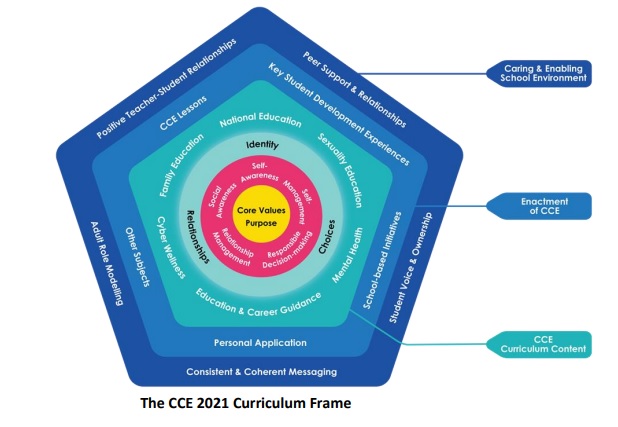 Positive Teacher-Student Relationships
Peer Support & Relationships
Adult Role Modelling
Student Voice & Ownership
Consistent & Coherent Messaging
CCE Lessons
Key Student Development Experiences
Other Subjects
School-based Initiatives
Personal Application
National Education
Family Education
Sexuality Education
Cyber Wellness
Mental Health
Education & Career Guidance
Identity
Relationships
Choices
Self-
Awareness
Self-
Management
Social
Awareness
Relationship
Management
Responsible
Decision-making
Core Values
Purpose
Caring & Enabling
School Environment
Enactment
of CCE
CCE
Curriculum Content
The CCE 2021 Curriculum Frame